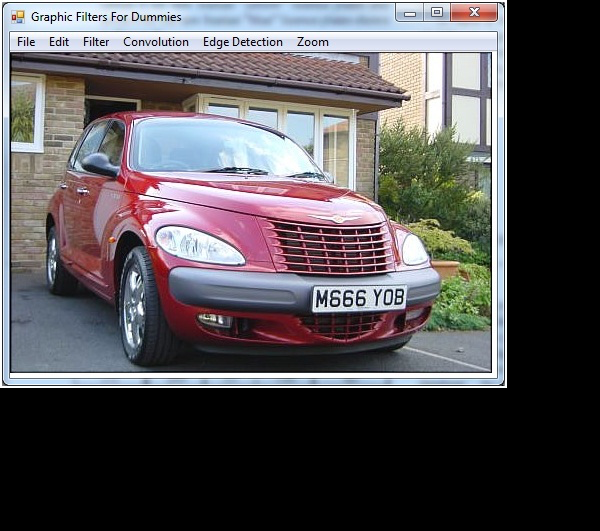 Graphic Filters For Dummies
File Edit Filter Convolution Edge Detection Zoom
M666 YOB